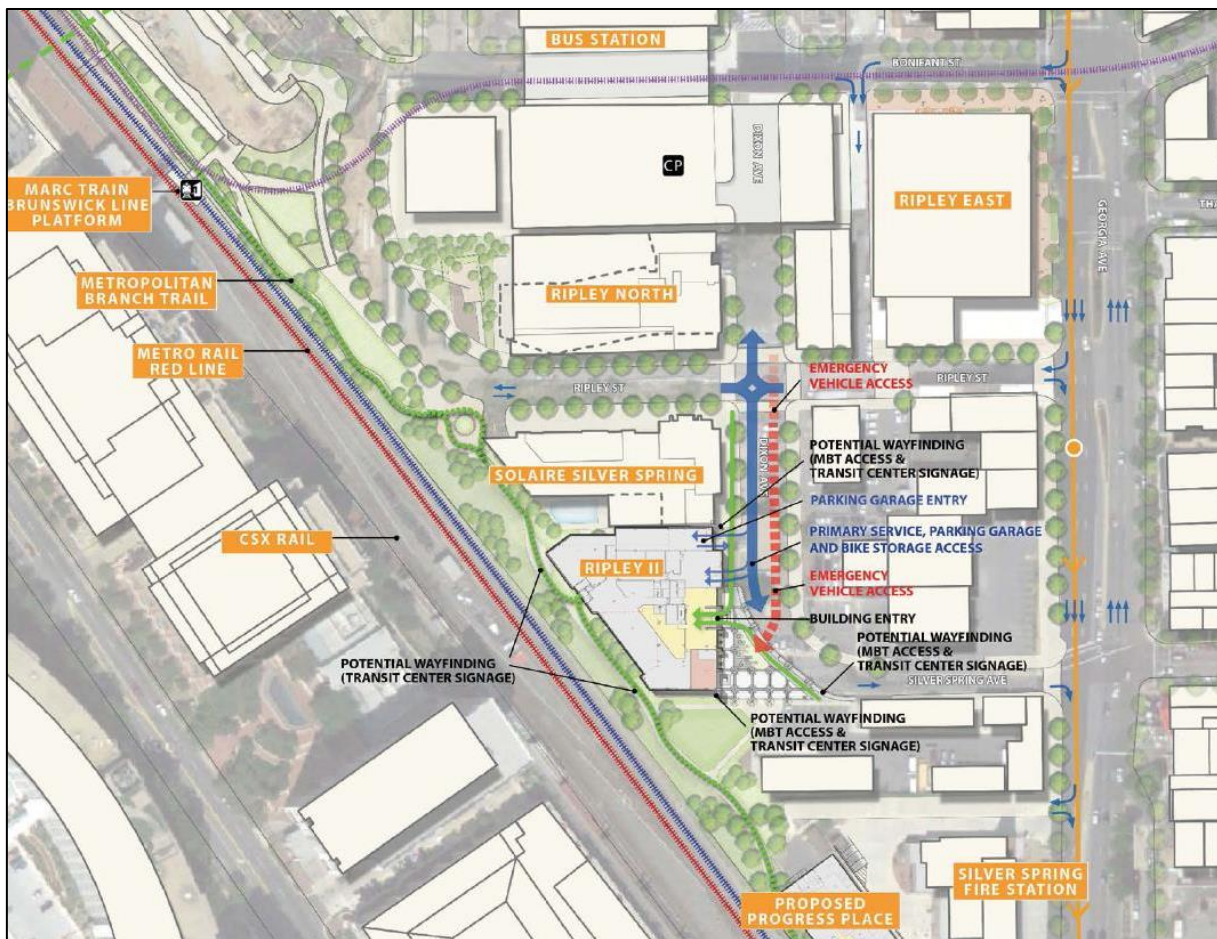 BUS STATION
BONIFANT ST
DIXON AVE
CP
RIPLEY EAST
GEORGIA AVE
MARC TRAIN
BRUNSWICK LINE
PLATFORM
METROPOLITAN
BRANCH TRAIL
RIPLEY NORTH
METRO RAIL
RED LINE
RIPLEY ST
RIPLEY ST
EMERGENCY
VEHICLE ACCESS
DIXON AVE
POTENTIAL WAYFINDING
(MBT ACCESS &
TRANSIT CENTER SIGNAGE)
SOLAIRE SILVER SPRING
PARKING GARAGE ENTRY
CSX RAIL
PRIMARY SERVICE, PARKING GARAGE
AND BIKE STORAGE ACCESS
RIPLEY II
EMERGENCY
VEHICLE ACCESS
BUILDING ENTRY
POTENTIAL WAYFINDING
(MBT ACCESS &
TRANSIT CENTER SIGNAGE)
POTENTIAL WAYFINDING
(TRANSIT CENTER SIGNAGE)
SILVER SPRING AVE
POTENTIAL WAYFINDING
(MBT ACCESS &
TRANSIT CENTER SIGNAGE)
SILVER SPRING
FIRE STATION
PROPOSED
PROGRESS PLACE